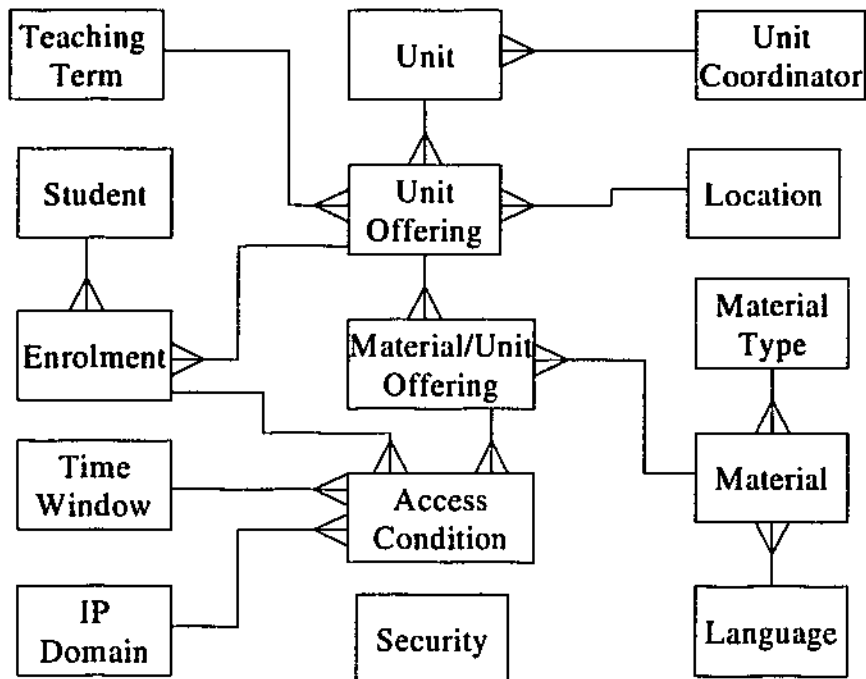 Teaching
Term
Unit
Unit
Coordinator
Student
Unit
Offering
Location
Enrolment
Material/Unit
Offering
Material
Type
Time
Window
Access
Condition
Material
IP
Domain
Security
Language